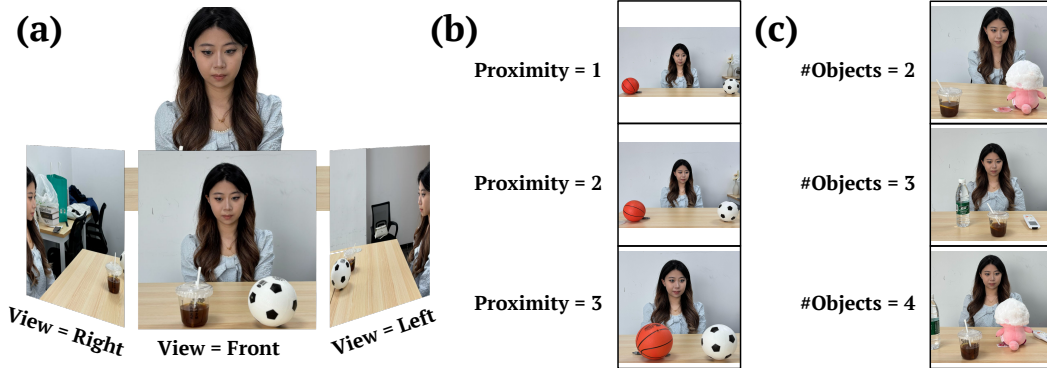 (a)
View = Right
View = Front
View = Left
(b)
Proximity = 1
Proximity = 2
Proximity = 3
(c)
#Objects = 2
#Objects = 3
#Objects = 4